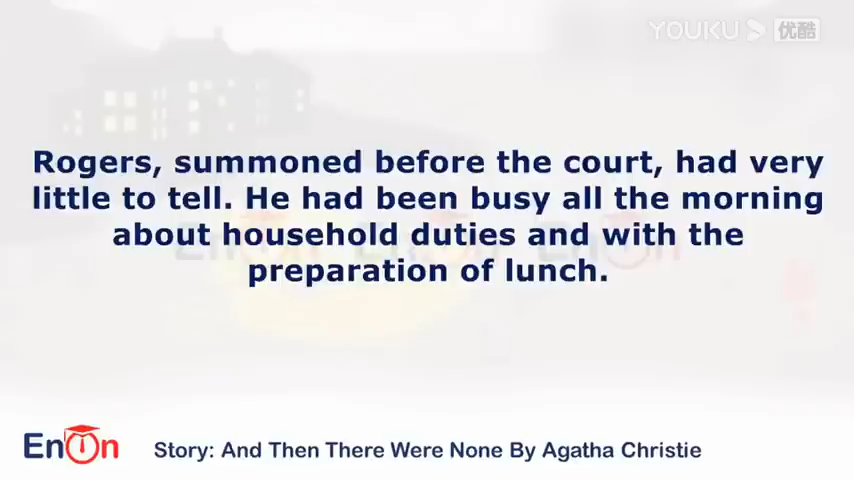 YOUKU 优酷
Rogers, summoned before the court, had very
little to tell. He had been busy all the morning
about household duties and with the
preparation of lunch.
EnOn
Story: And Then There Were None By Agatha Christie